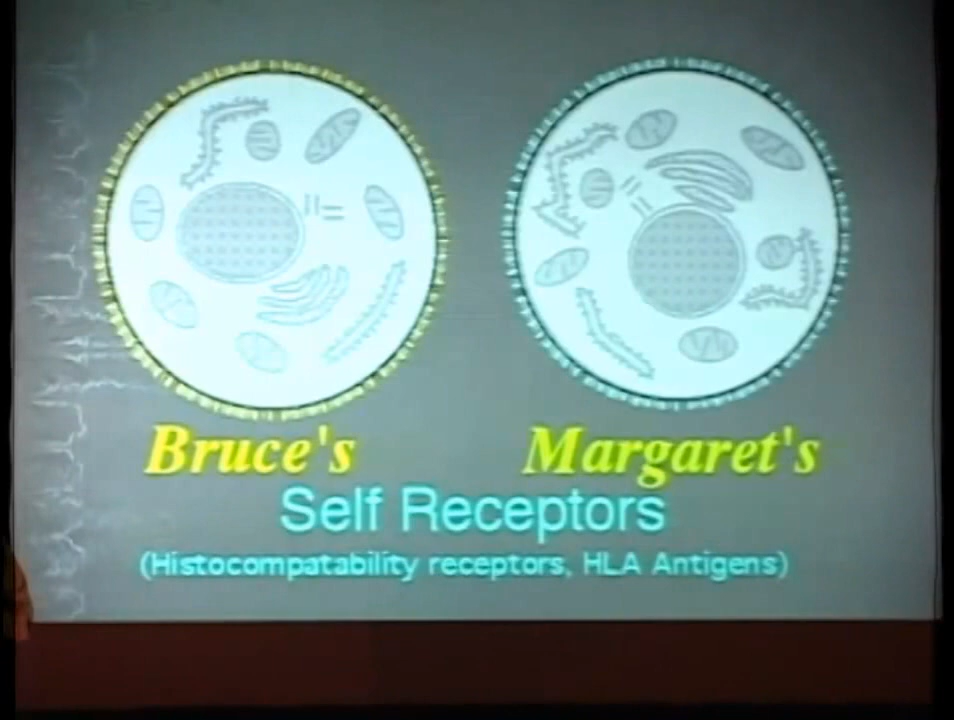 Bruce's Margaret's
Self Receptors
(Histocompatability receptors, HLA Antigens)